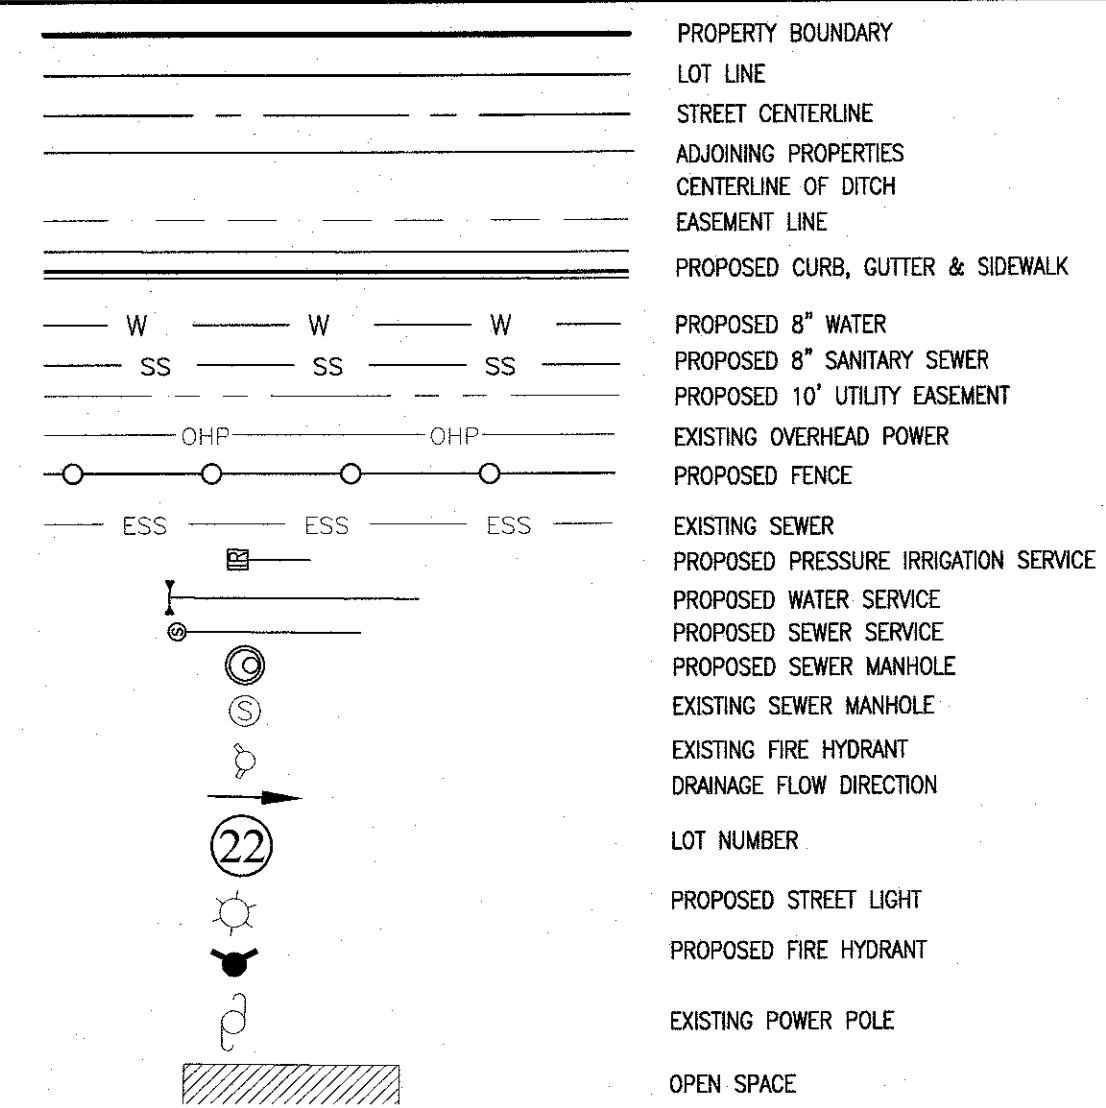 PROPERTY BOUNDARY
LOT LINE
STREET CENTERLINE
ADJOINING PROPERTIES
CENTERLINE OF DITCH
EASEMENT LINE
PROPOSED CURB, GUTTER & SIDEWALK
W W W PROPOSED 8" WATER
SS SS SS PROPOSED 8" SANITARY SEWER
PROPOSED 10' UTILITY EASEMENT
OHP OHP EXISTING OVERHEAD POWER
PROPOSED FENCE
ESS ESS ESS EXISTING SEWER
IR PROPOSED PRESSURE IRRIGATION SERVICE
PROPOSED WATER SERVICE
S PROPOSED SEWER SERVICE
PROPOSED SEWER MANHOLE
S EXISTING SEWER MANHOLE
EXISTING FIRE HYDRANT
DRAINAGE FLOW DIRECTION
22 LOT NUMBER
PROPOSED STREET LIGHT
PROPOSED FIRE HYDRANT
EXISTING POWER POLE
OPEN SPACE